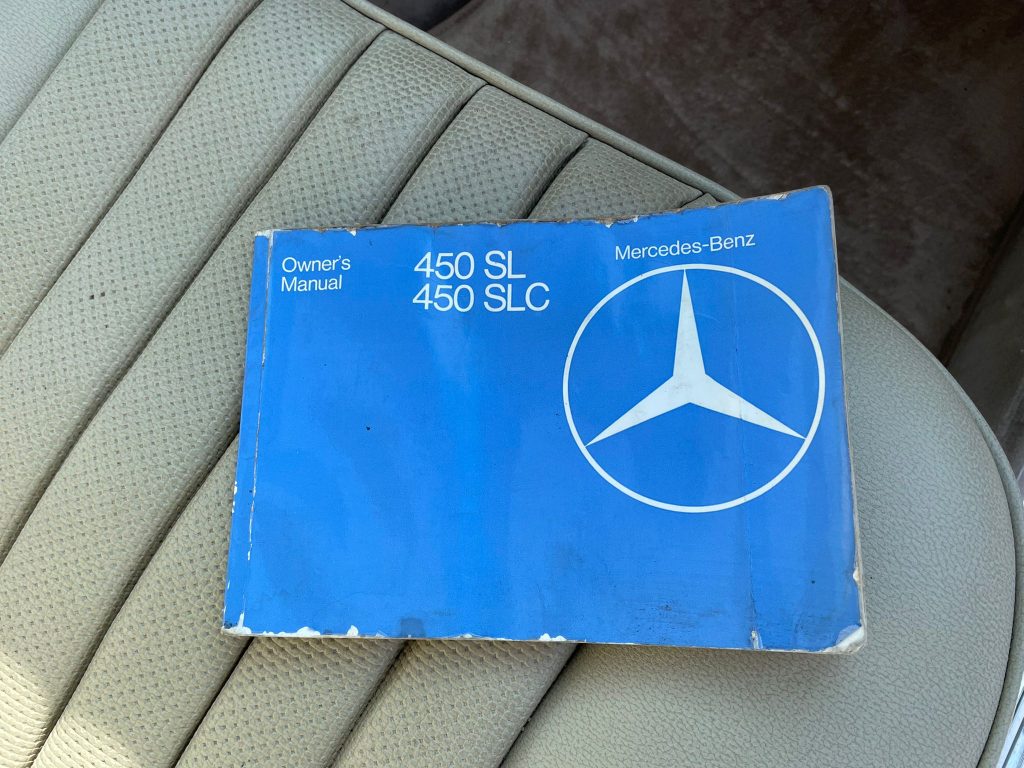 Owner's
Manual
450 SL
450 SLC
Mercedes-Benz